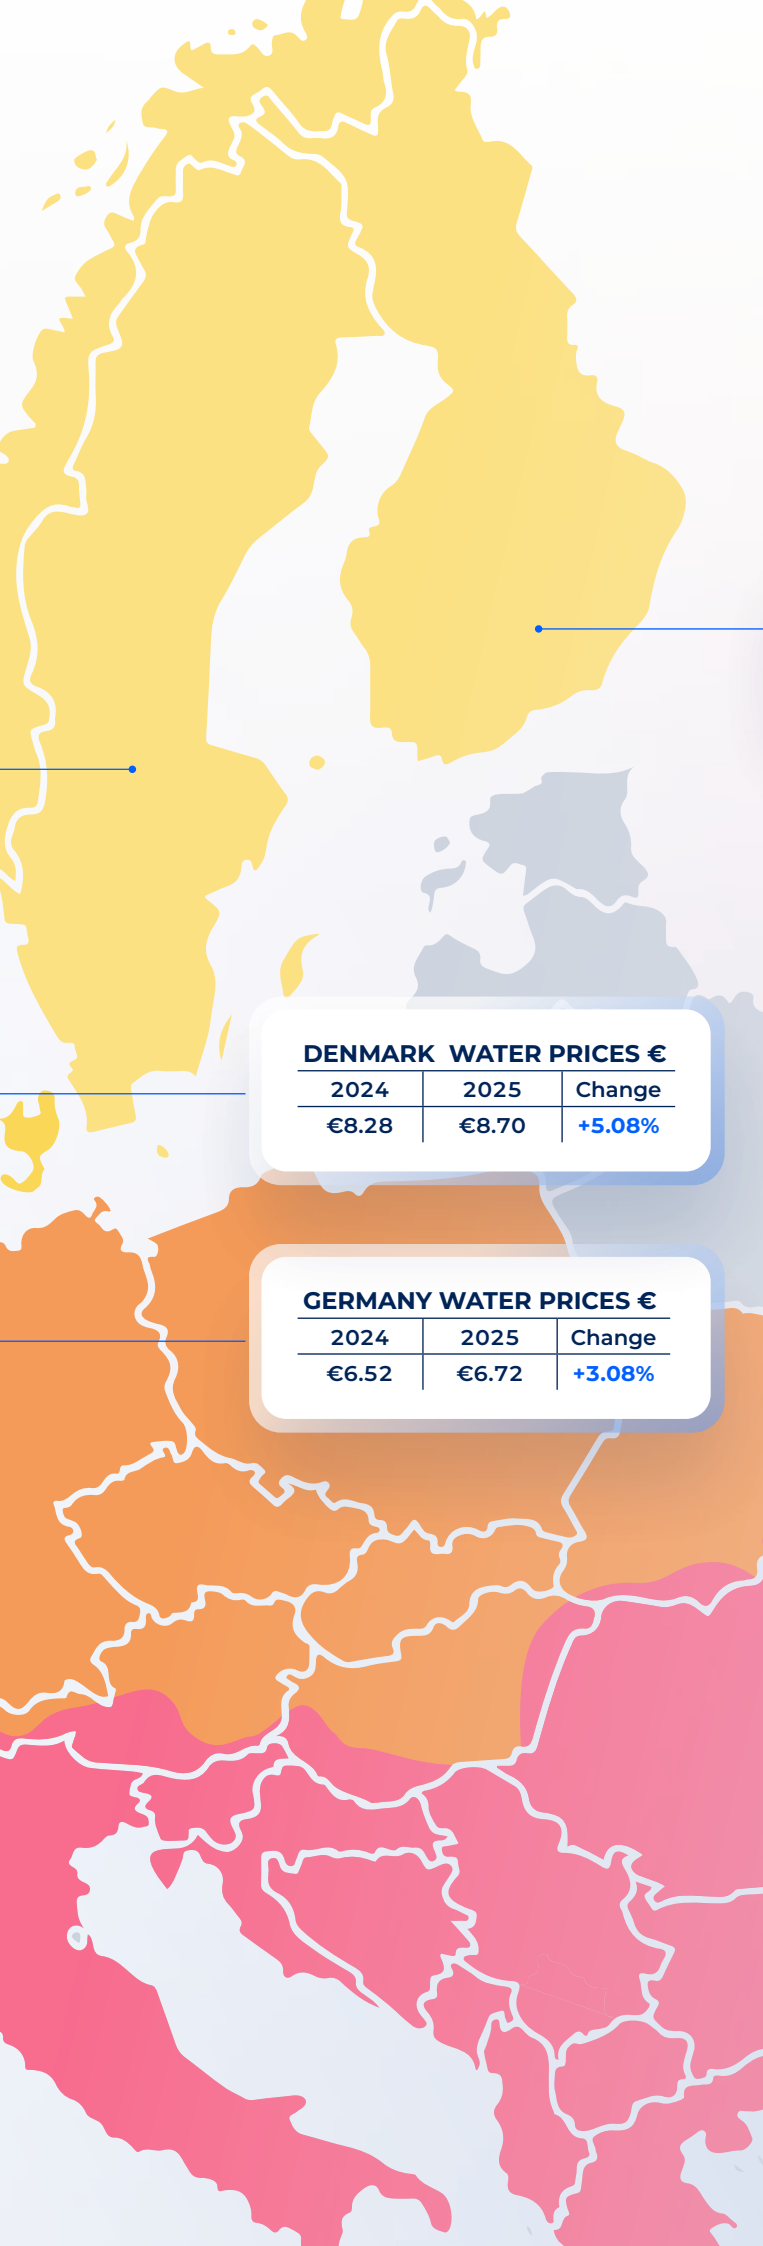 DENMARK WATER PRICES €
2024 2025 Change
€8.28 €8.70 +5.08%
GERMANY WATER PRICES €
2024 2025 Change
€6.52 €6.72 +3.08%